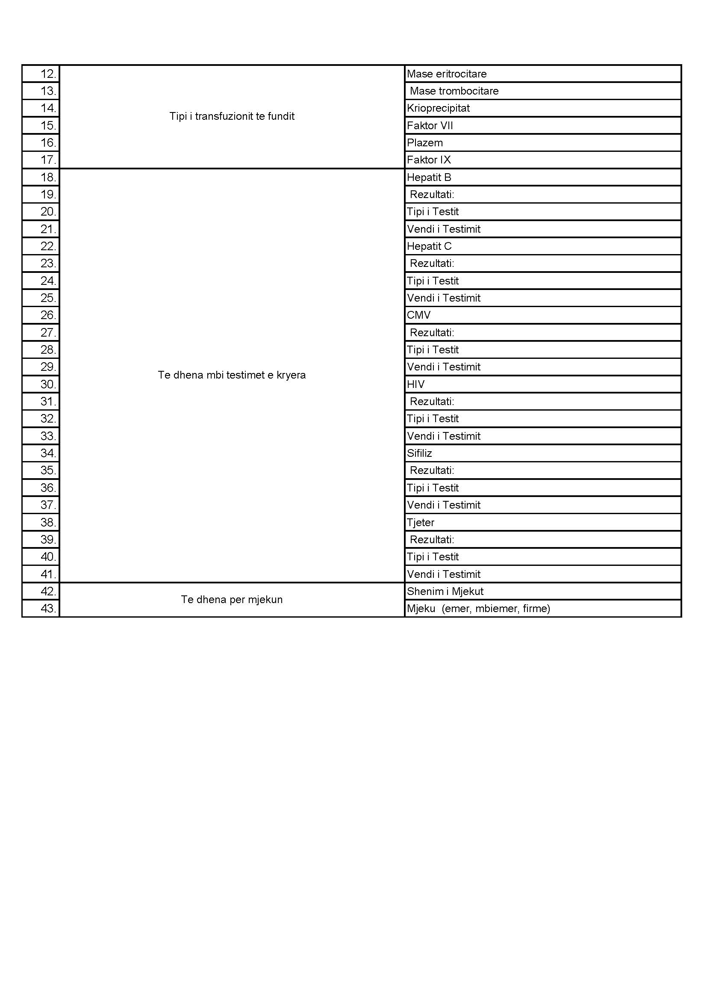 12. Mase eritrocitare
13. Mase trombocitare
14. Krioprecipitat
Tipi i transfuzionit te fundit
15. Faktor VII
16. Plazem
17. Faktor IX
18. Hepatit B
19. Rezultati:
20. Tipi i Testit
21. Vendi i Testimit
22. Hepatit C
23. Rezultati:
24. Tipi i Testit
25. Vendi i Testimit
26. CMV
27. Rezultati:
28. Tipi i Testit
29. Vendi i Testimit
Te dhena mbi testimet e kryera
30. HIV
31. Rezultati:
32. Tipi i Testit
33. Vendi i Testimit
34. Sifiliz
35. Rezultati:
36. Tipi i Testit
37. Vendi i Testimit
38. Tjeter
39. Rezultati:
40. Tipi i Testit
41. Vendi i Testimit
42. Shenim i Mjekut
Te dhena per mjekun
43. Mjeku (emer, mbiemer, firme)